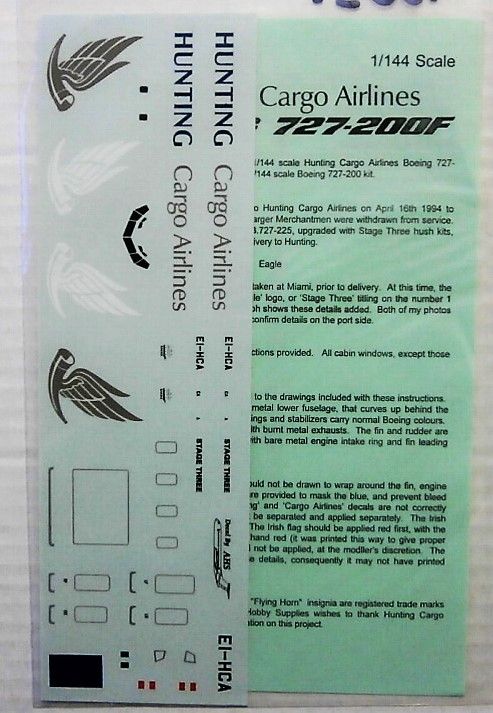 HUNTING Cargo Airlines
HUNTING Cargo Airlines
EI-HCA
EI-HCA
STAGE THREE
STAGE THREE
Decal By AHS
EI-HCA
1/144 Scale
Cargo Airlines
727-200F
1/144 scale Hunting Cargo Airlines Boeing 727-
/144 scale Boeing 727-200 kit.
o Hunting Cargo Airlines on April 16th 1994 to
arger Merchantmen were withdrawn from service.
727-225, upgraded with Stage Three hush kits,
ivery to Hunting.
Eagle
taken at Miami, prior to delivery. At this time, the
le' logo, or 'Stage Three' titling on the number 1
ph shows these details added. Both of my photos
confirm details on the port side.
ctions provided. All cabin windows, except those
to the drawings included with these instructions.
metal lower fuselage, that curves up behind the
ings and stabilizers carry normal Boeing colours.
ith burnt metal exhausts. The fin and rudder are
ith bare metal engine intake ring and fin leading
ould not be drawn to wrap around the fin, engine
re provided to mask the blue, and prevent bleed
ng' and 'Cargo Airlines' decals are not correctly
be separated and applied separately. The Irish
The Irish flag should be applied red first, with the
hand red (it was printed this way to give proper
not be applied, at the modller's discretion. The
e details, consequently it may not have printed
"Flying Horn" insignia are registered trade marks
Hobby Supplies wishes to thank Hunting Cargo
tion on this project.